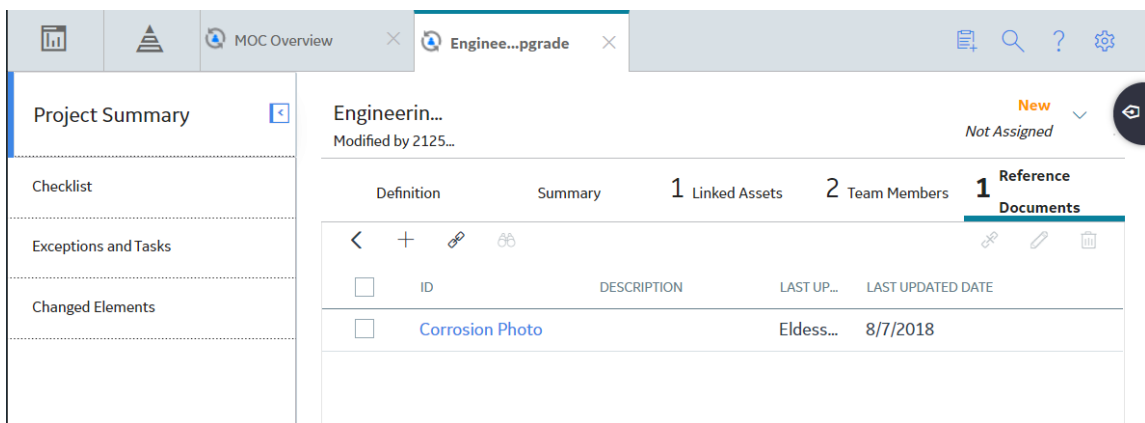 MOC Overview
Enginee...pgrade
Project Summary
Checklist
Exceptions and Tasks
Changed Elements
Engineerin...
Modified by 2125...
New
Not Assigned
Definition
Summary
1 Linked Assets
2 Team Members
1 Reference
Documents
ID DESCRIPTION LAST UP... LAST UPDATED DATE
Corrosion Photo Eldess... 8/7/2018